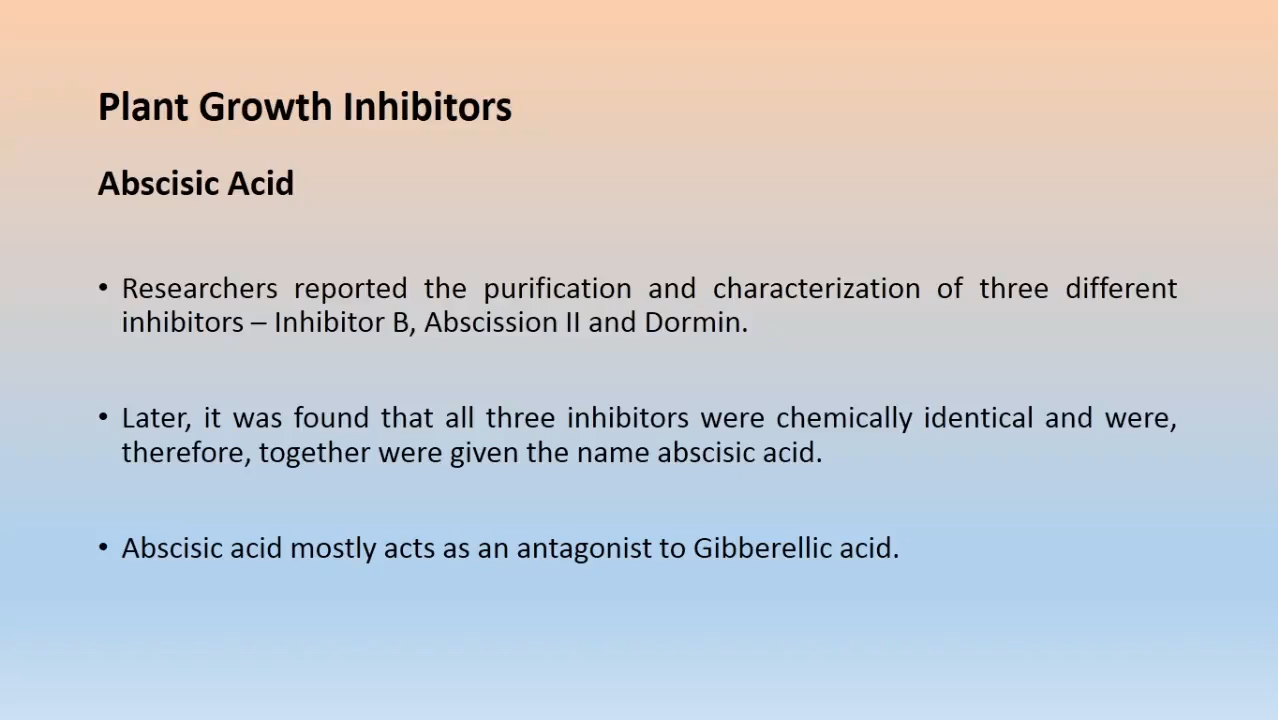 Plant Growth Inhibitors
Abscisic Acid
• Researchers reported the purification and characterization of three different
inhibitors – Inhibitor B, Abscission II and Dormin.
• Later, it was found that all three inhibitors were chemically identical and were,
therefore, together were given the name abscisic acid.
• Abscisic acid mostly acts as an antagonist to Gibberellic acid.